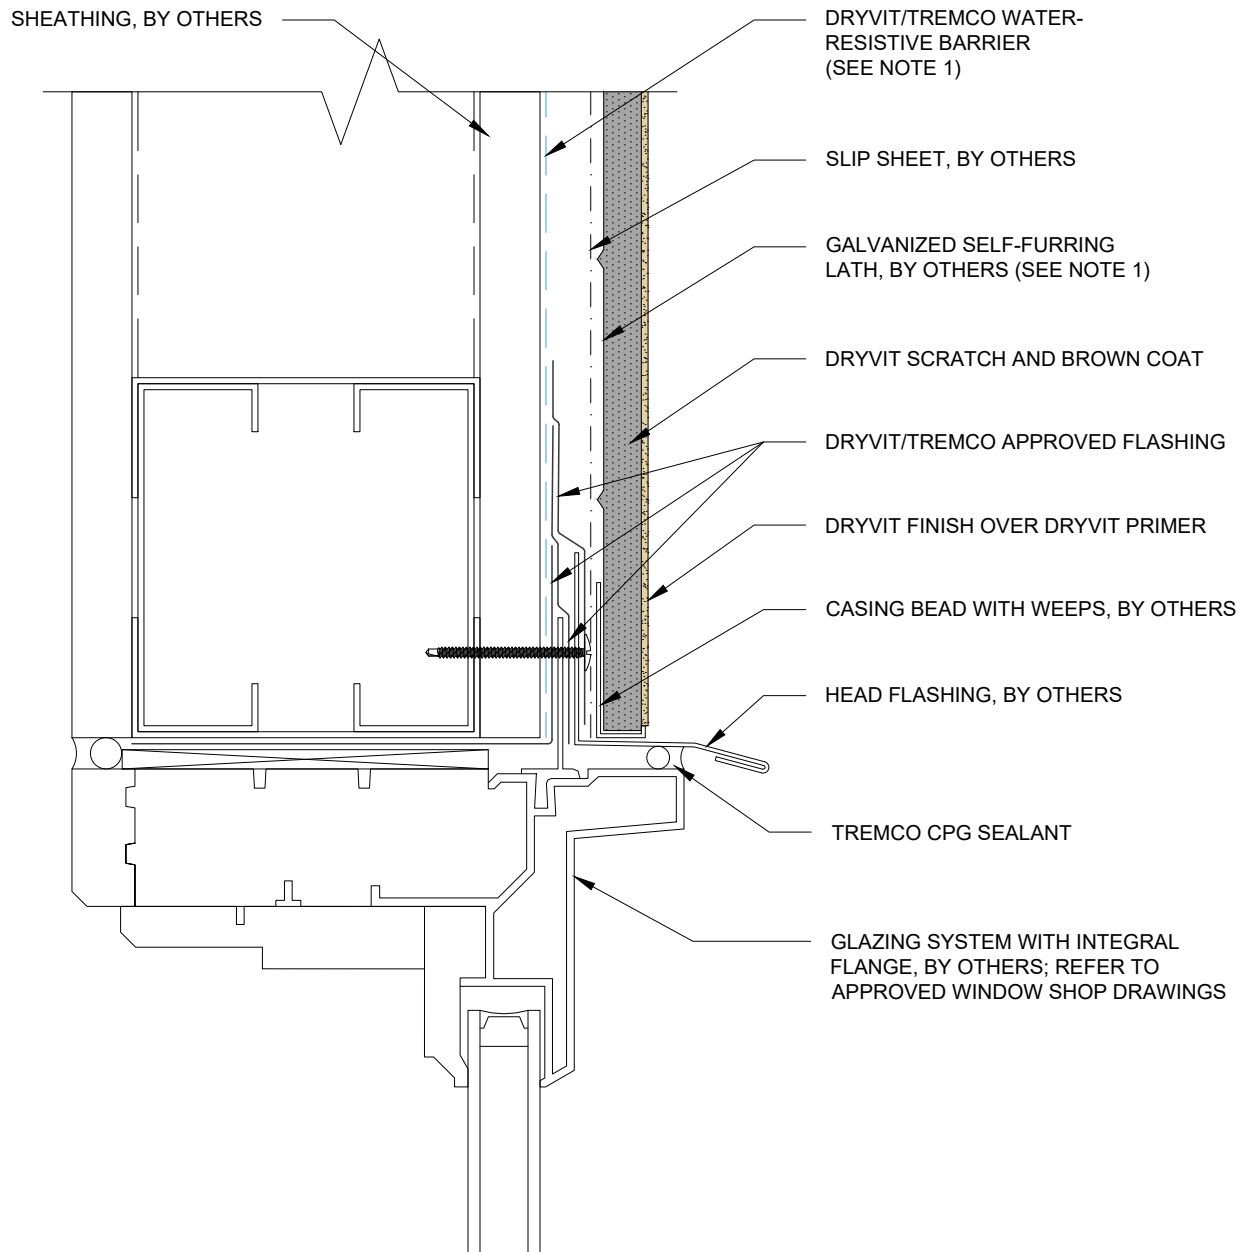 SHEATHING, BY OTHERS
DRYVIT/TREMCO WATER-
RESISTIVE BARRIER
(SEE NOTE 1)
SLIP SHEET, BY OTHERS
GALVANIZED SELF-FURRING
LATH, BY OTHERS (SEE NOTE 1)
DRYVIT SCRATCH AND BROWN COAT
DRYVIT/TREMCO APPROVED FLASHING
DRYVIT FINISH OVER DRYVIT PRIMER
CASING BEAD WITH WEEPS, BY OTHERS
HEAD FLASHING, BY OTHERS
TREMCO CPG SEALANT
GLAZING SYSTEM WITH INTEGRAL
FLANGE, BY OTHERS; REFER TO
APPROVED WINDOW SHOP DRAWINGS